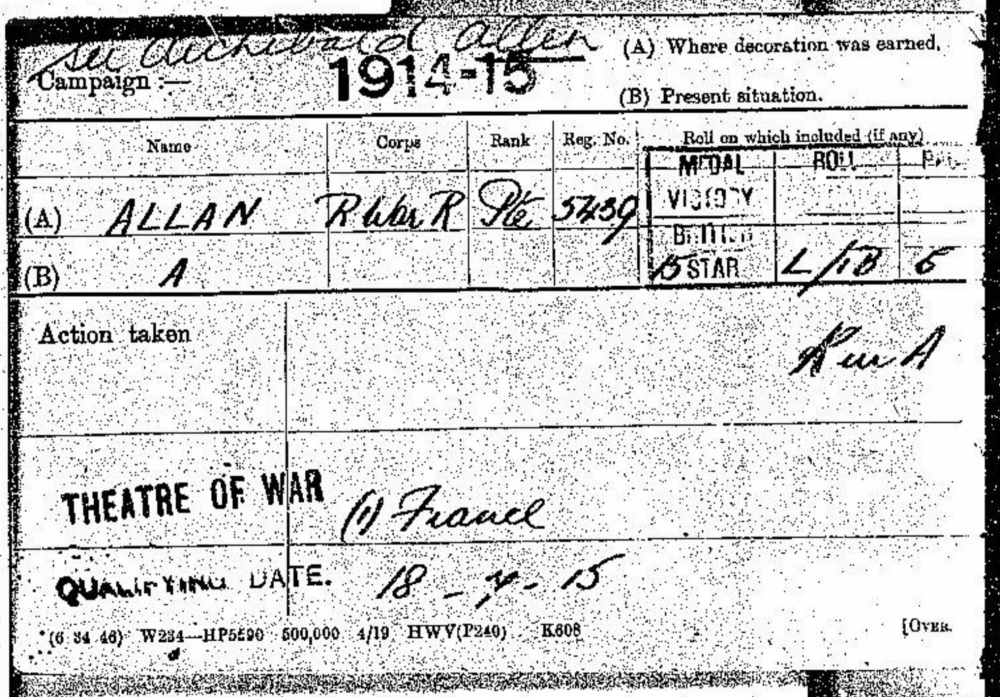 See Archibald Allen
Campaign :— 1914-15
(A) Where decoration was earned.
(B) Present situation.
Name Corps Rank Reg. No. Roll on which included (if any)
MEDAL ROLL
(A) ALLAN R War R Pte 5439 VICTORY
BRITISH
(B) A 15 STAR L/1B 6
Action taken
THEATRE OF WAR (1) France
QUALIFYING DATE. 18 - 7 - 15
(6 34 46) W234—HP5590 500,000 4/19 HWV(P240) K608 [OVER.